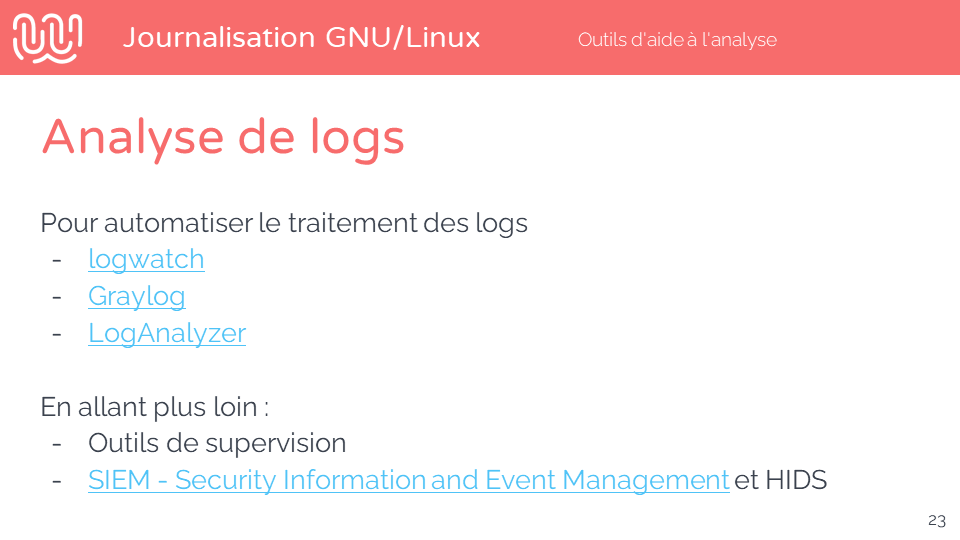 Journalisation GNU/Linux
Outils d'aide à l'analyse
Analyse de logs
Pour automatiser le traitement des logs
- logwatch
- Graylog
- LogAnalyzer
En allant plus loin :
- Outils de supervision
- SIEM - Security Information and Event Management et HIDS
23